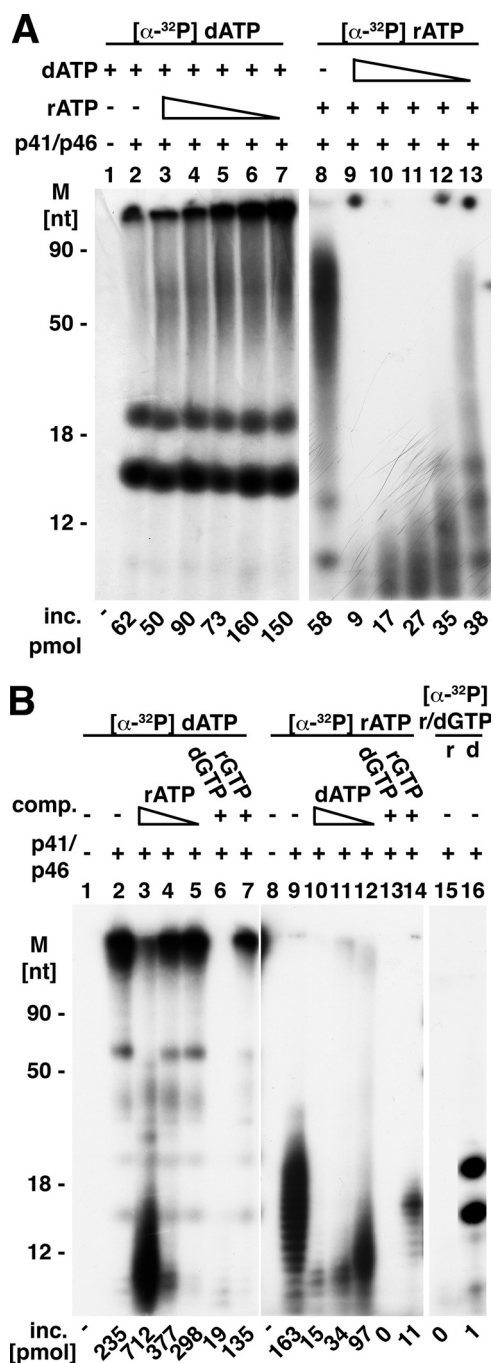 A
[α-³²P] dATP [α-³²P] rATP
dATP + + + + + + + -
rATP - - + + + + + +
p41/p46 - + + + + + + + + + + + +
1 2 3 4 5 6 7 8 9 10 11 12 13
M
[nt]
90 -
50 -
18 -
12 -
inc. - 62 50 90 73 160 150 58 9 17 27 35 38
pmol
B
[α-³²P] dATP [α-³²P] rATP [α-³²P] r/dGTP
r d
comp. - - rATP dGTP + rGTP + - - dATP dGTP + rGTP + - -
p41/p46 - + + + + + + - + + + + + + + +
1 2 3 4 5 6 7 8 9 10 11 12 13 14 15 16
M
[nt]
90 -
50 -
18 -
12 -
inc. - 235 712 377 298 19 135 - 163 15 34 97 0 11 0 1
[pmol]